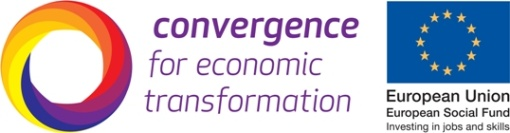 convergence
for economic
transformation
European Union
European Social Fund
Investing in jobs and skills